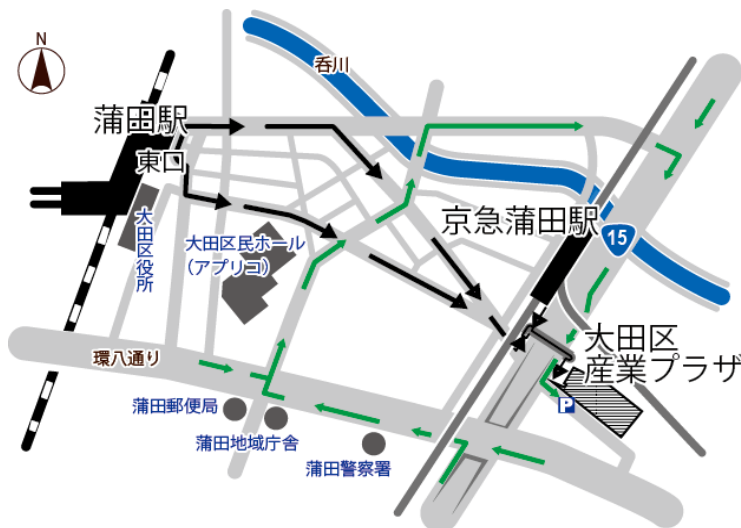 N
呑川
蒲田駅
東口
大田区役所
大田区民ホール
（アプリコ）
京急蒲田駅
15
大田区
産業プラザ
P
環八通り
蒲田郵便局
蒲田地域庁舎
蒲田警察署